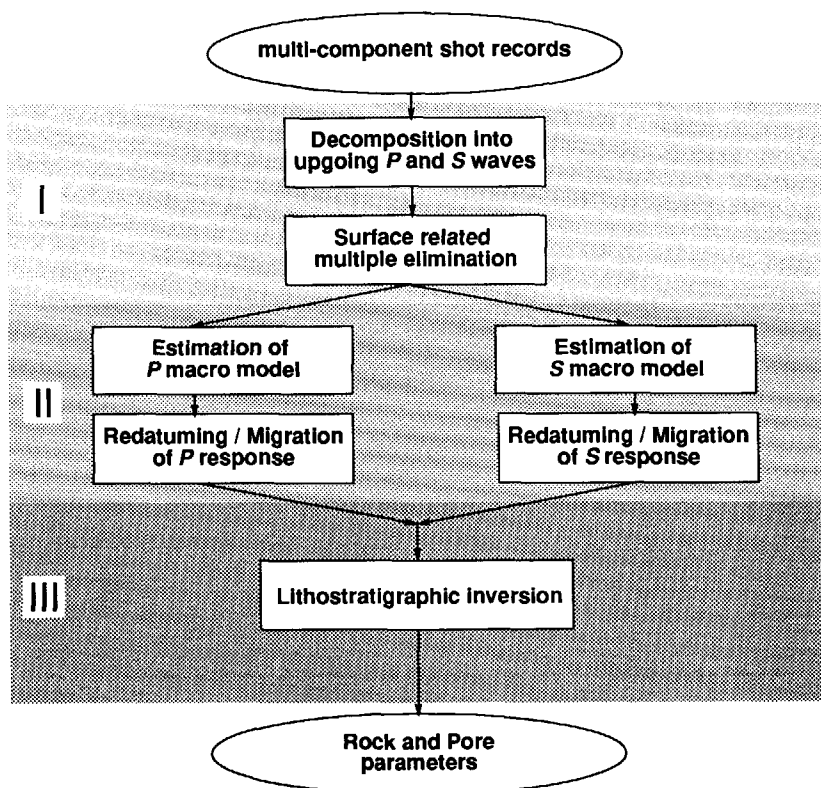 multi-component shot records
Decomposition into
upgoing P and S waves
I
Surface related
multiple elimination
Estimation of
P macro model
Estimation of
S macro model
II
Redatuming / Migration
of P response
Redatuming / Migration
of S response
III
Lithostratigraphic inversion
Rock and Pore
parameters